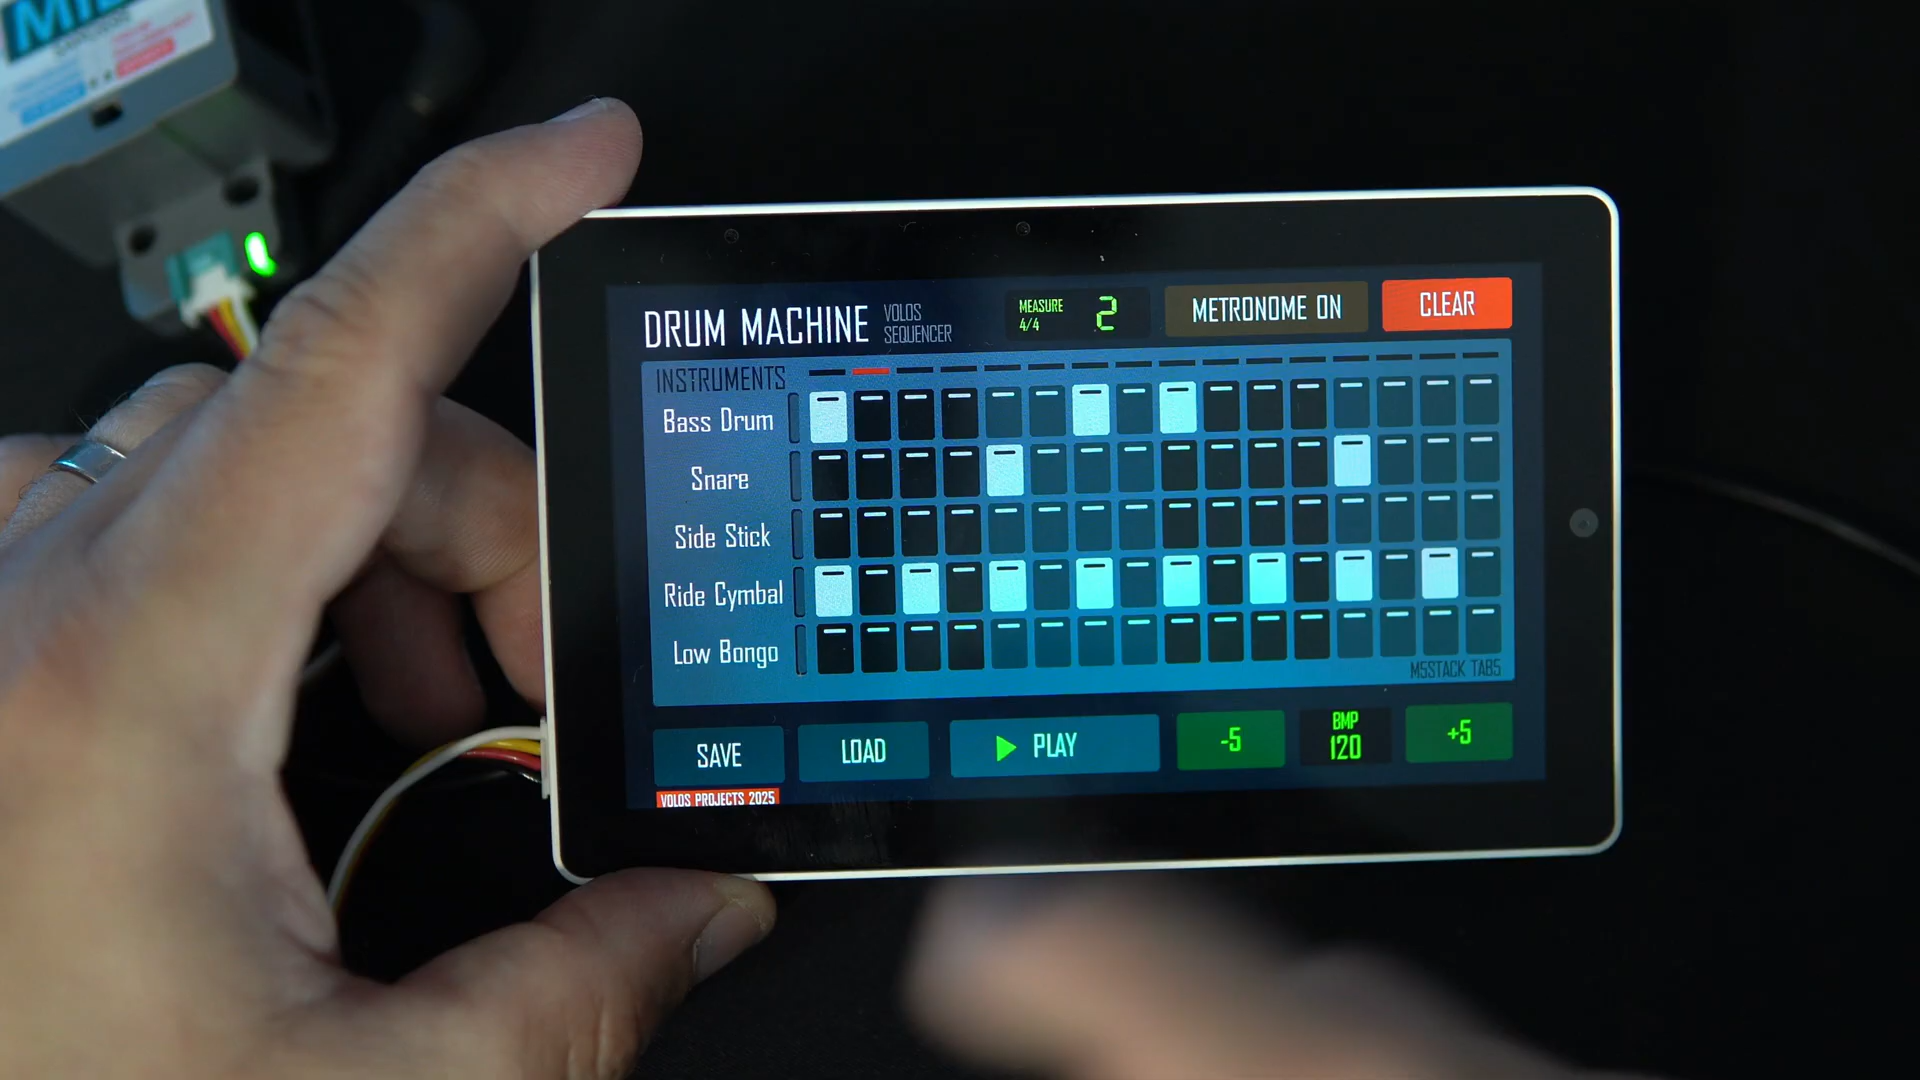 DRUM MACHINE
VOLOS
SEQUENCER
MEASURE
4/4
2
METRONOME ON
CLEAR
INSTRUMENTS
Bass Drum
Snare
Side Stick
Ride Cymbal
Low Bongo
M5STACK TAB5
SAVE
LOAD
PLAY
-5
BMP
120
+5
VOLOS PROJECTS 2025